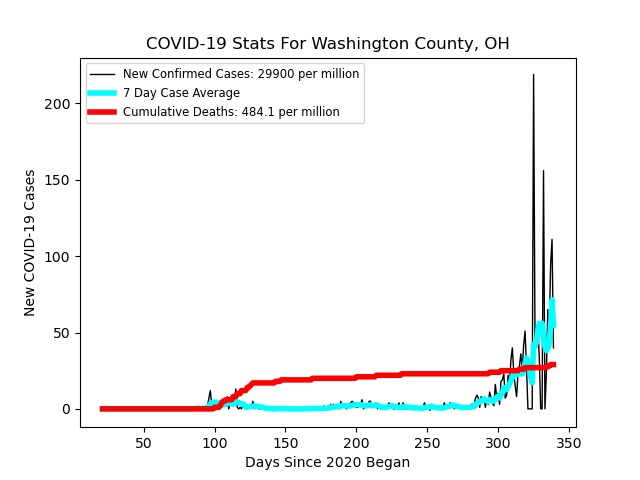 COVID-19 Stats For Washington County, OH
New Confirmed Cases: 29900 per million
7 Day Case Average
Cumulative Deaths: 484.1 per million
New COVID-19 Cases
200
150
100
50
0
50 100 150 200 250 300 350
Days Since 2020 Began